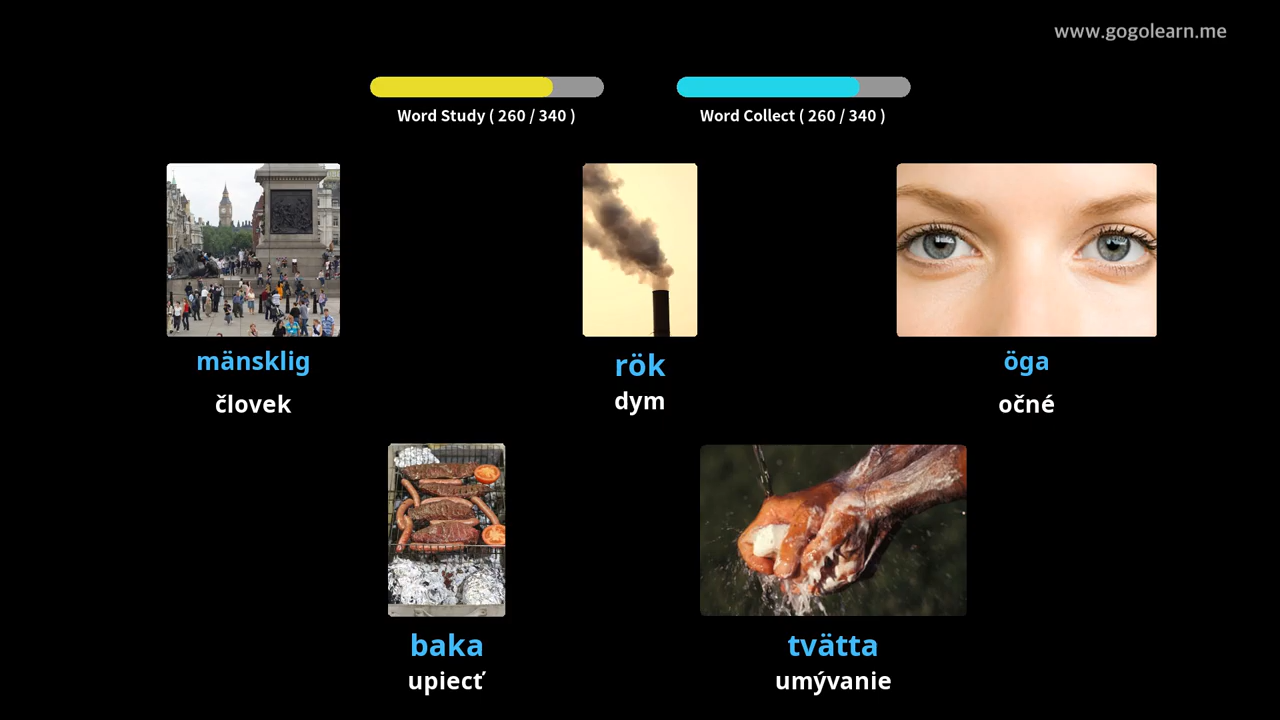 www.gogolearn.me
Word Study ( 260 / 340 )
Word Collect ( 260 / 340 )
mänsklig
človek
rök
dym
öga
očné
baka
upiecť
tvätta
umývanie